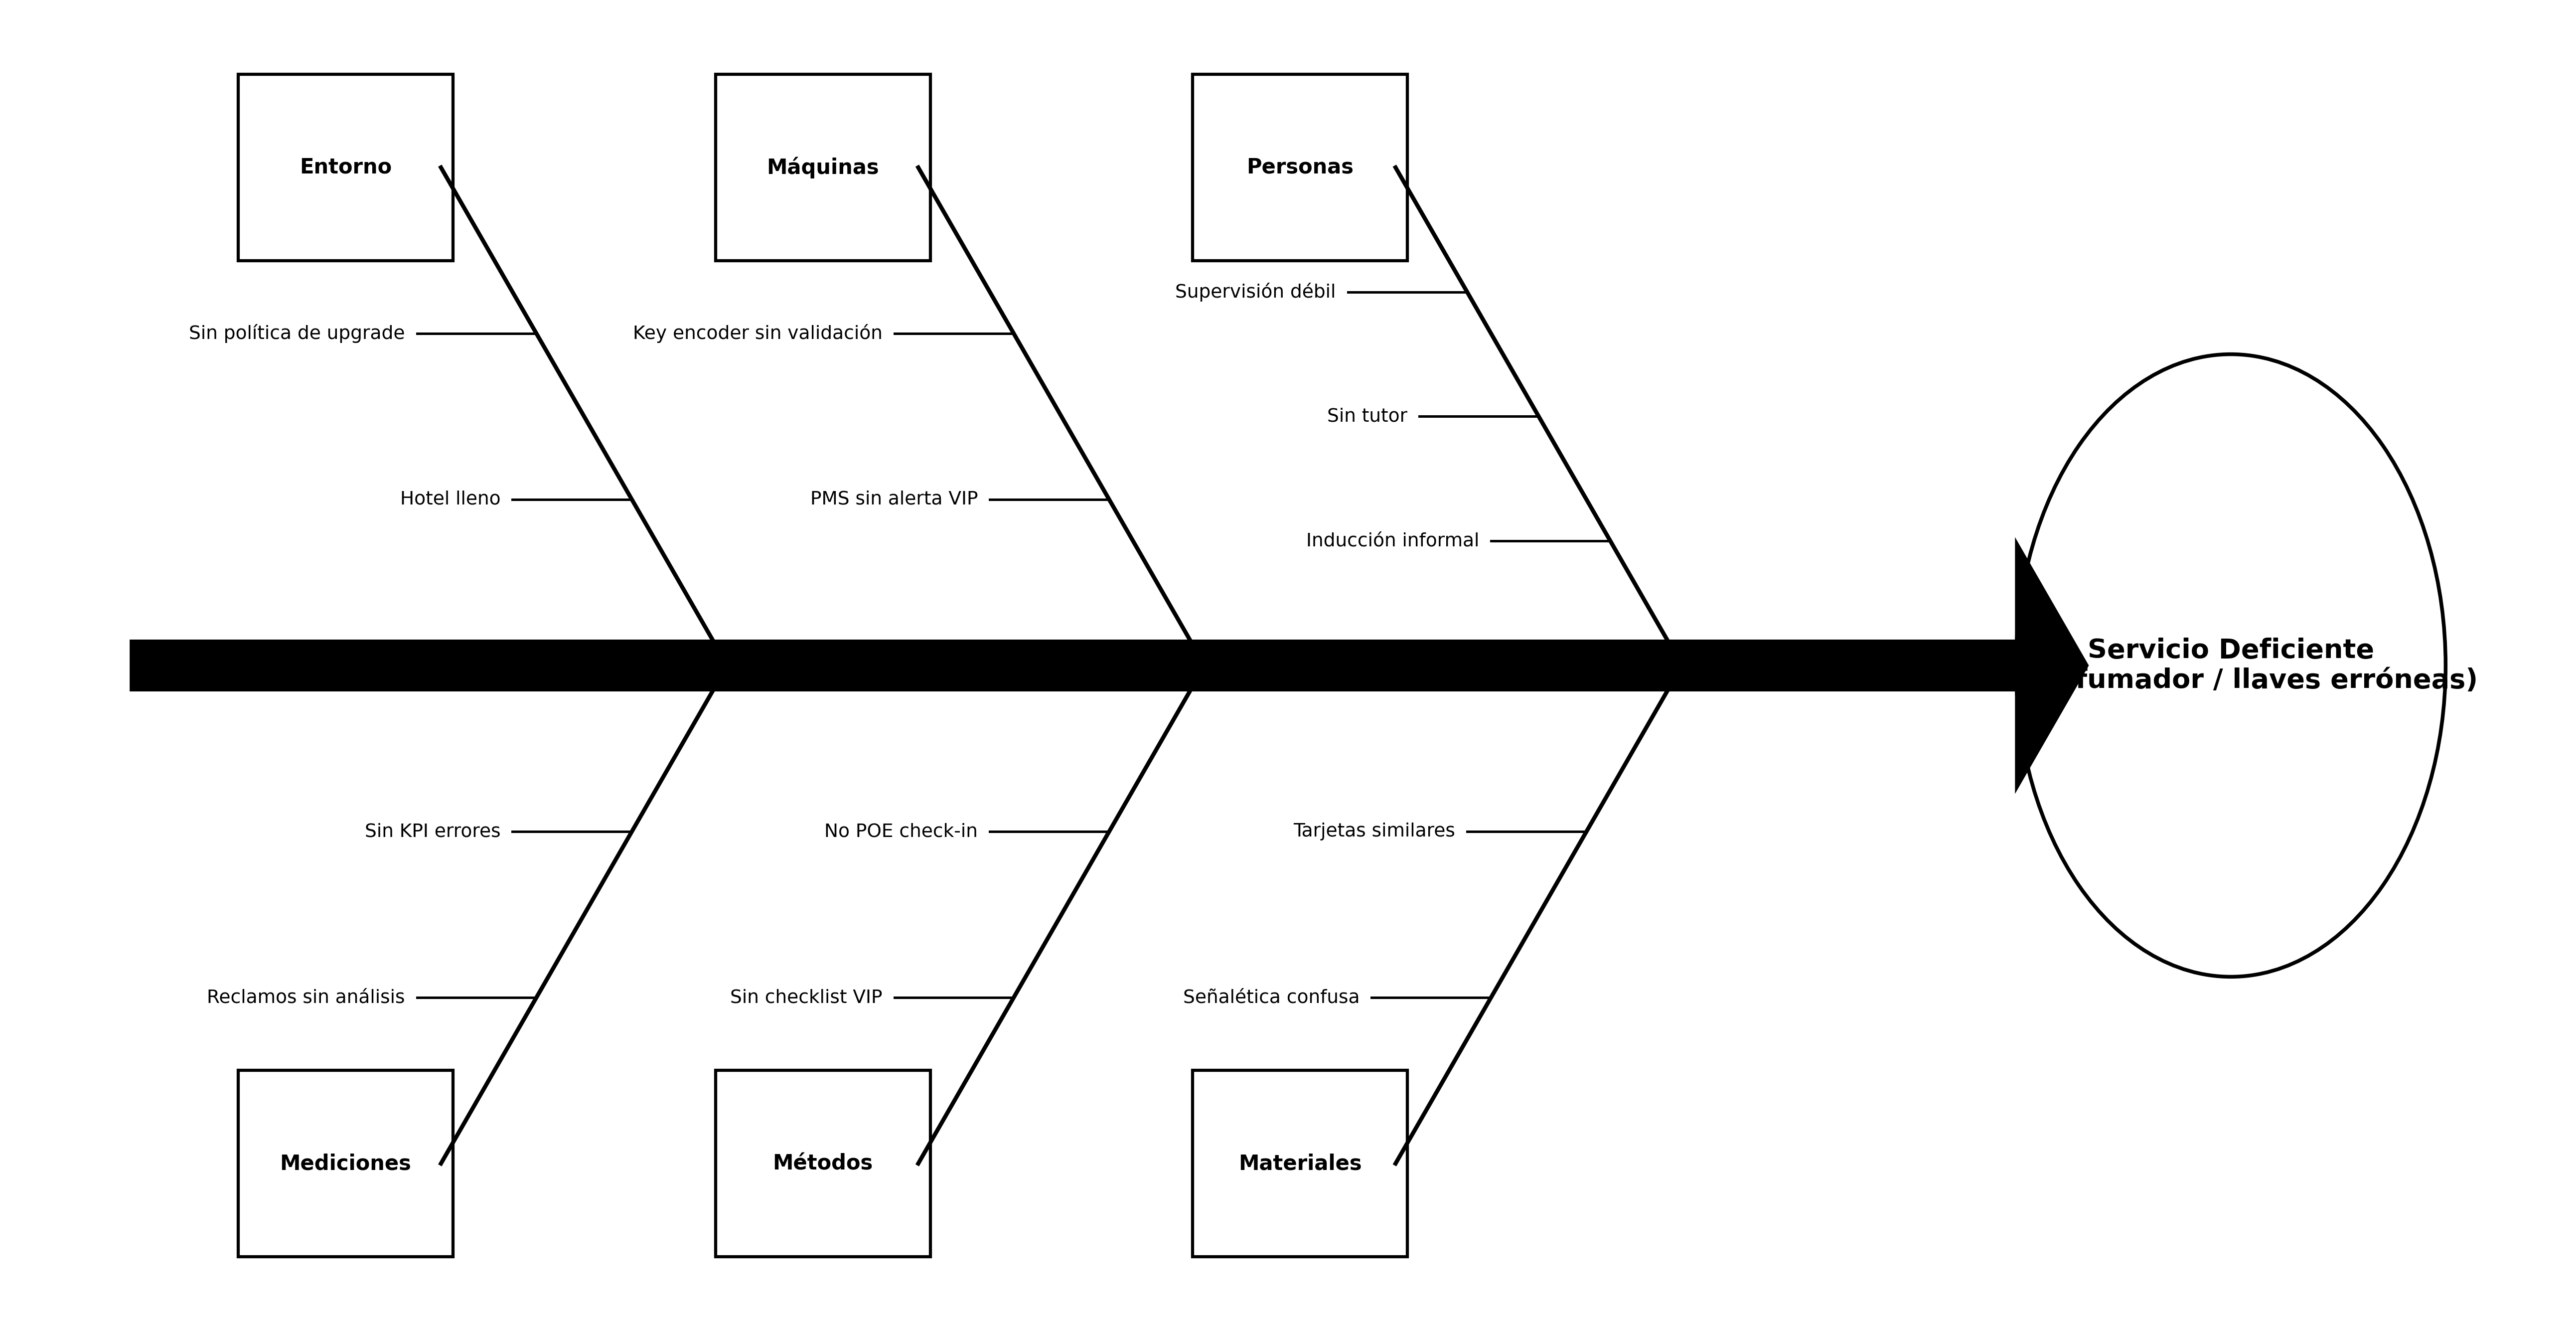 Entorno
Máquinas
Personas
Supervisión débil
Sin política de upgrade
Key encoder sin validación
Sin tutor
Hotel lleno
PMS sin alerta VIP
Inducción informal
Servicio Deficiente
fumador / llaves erróneas)
Sin KPI errores
No POE check-in
Tarjetas similares
Reclamos sin análisis
Sin checklist VIP
Señalética confusa
Mediciones
Métodos
Materiales